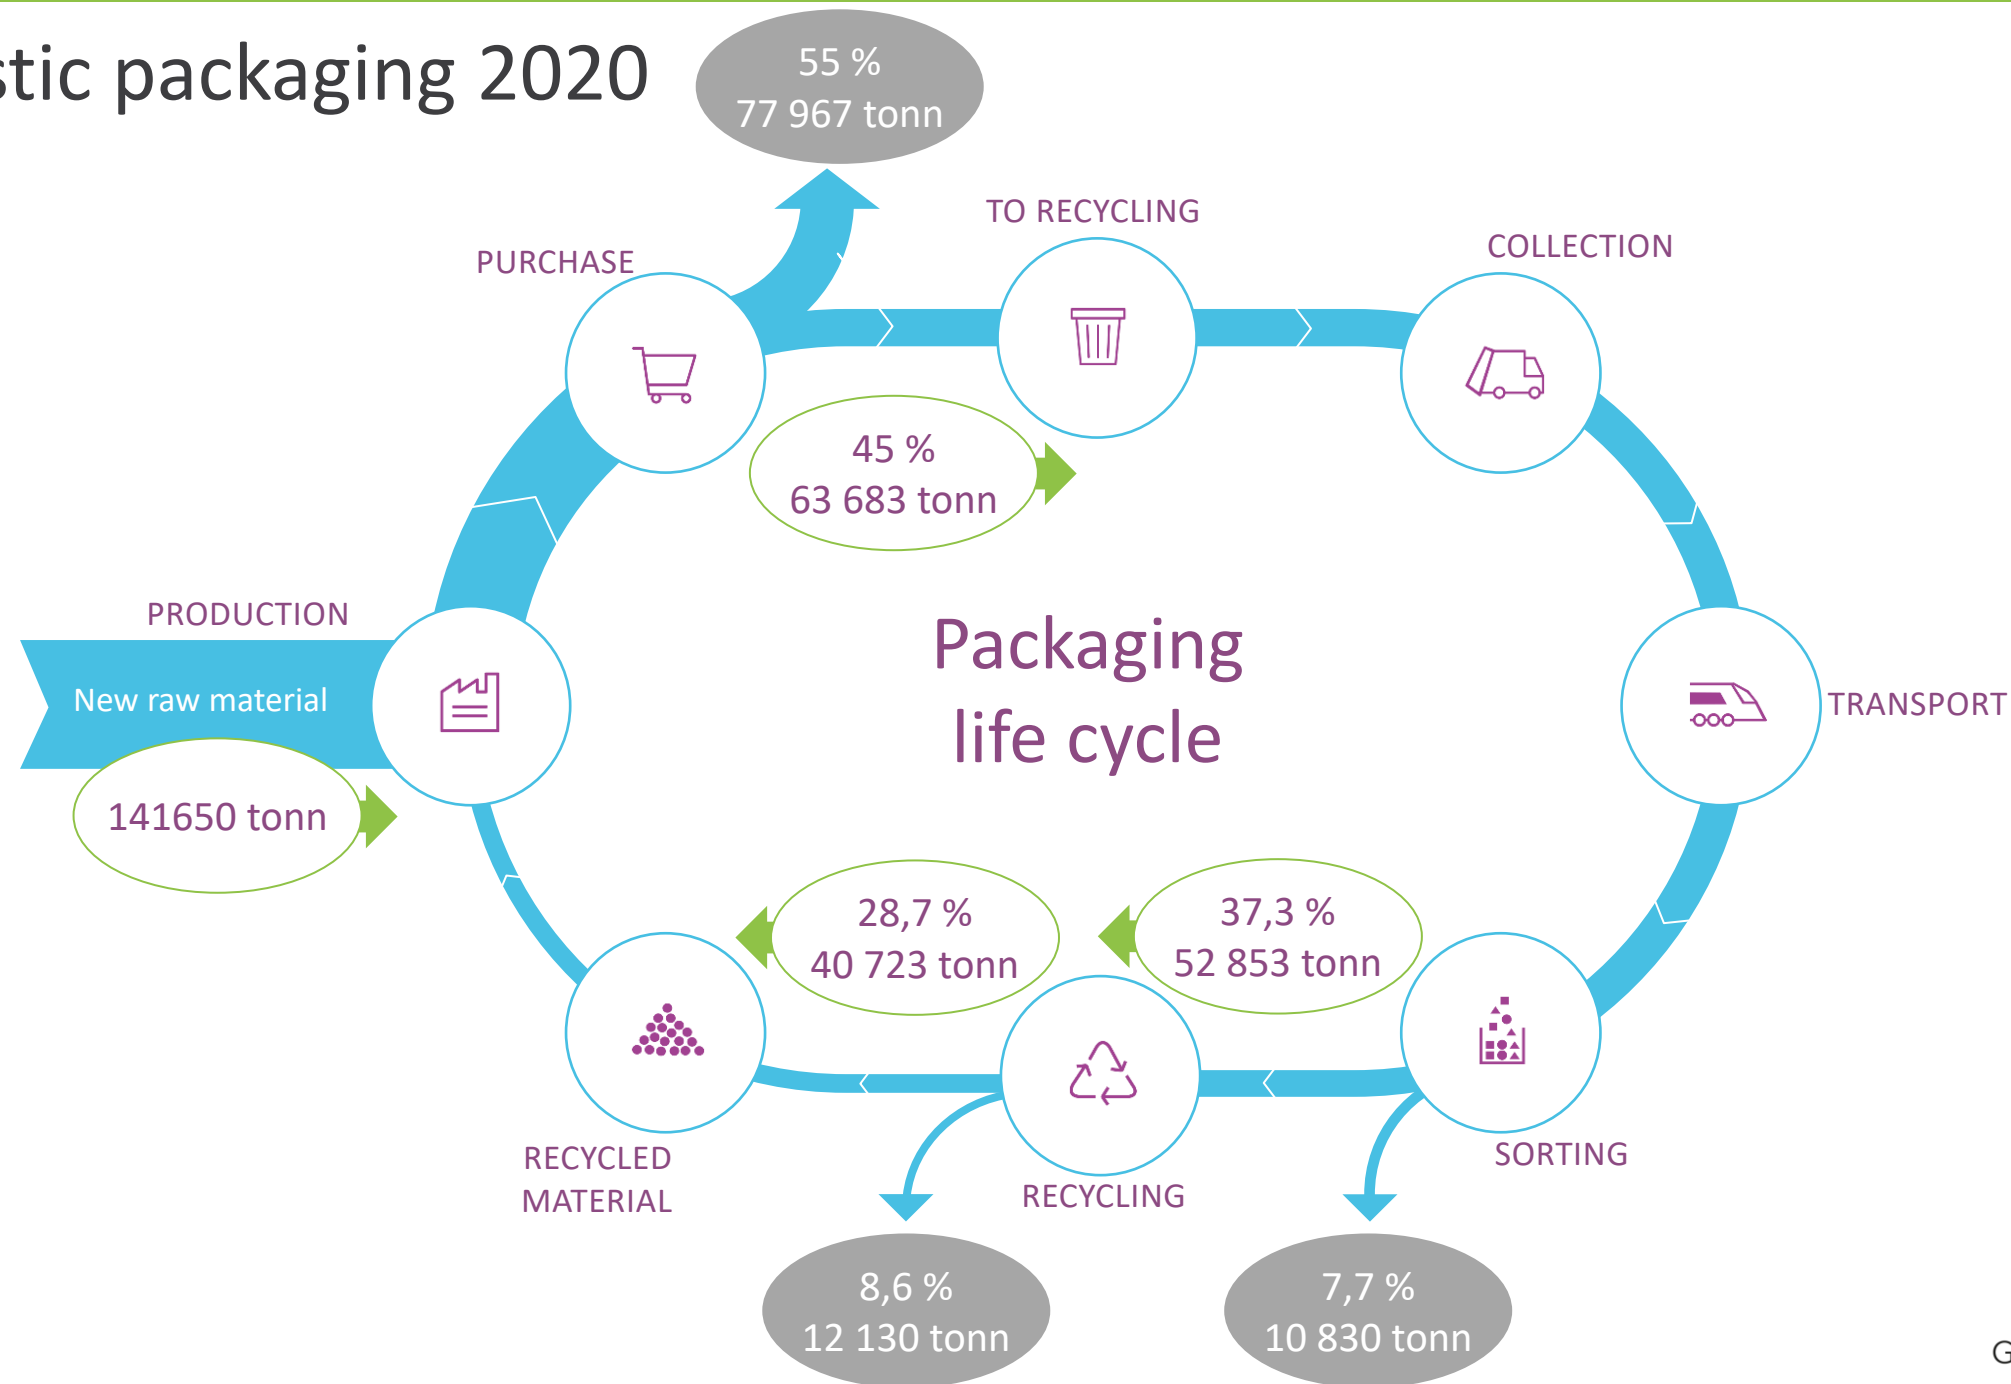 stic packaging 2020
55 %
77 967 tonn
TO RECYCLING
COLLECTION
PURCHASE
45 %
63 683 tonn
PRODUCTION
New raw material
141650 tonn
Packaging
life cycle
TRANSPORT
28,7 %
40 723 tonn
37,3 %
52 853 tonn
RECYCLED
MATERIAL
RECYCLING
SORTING
8,6 %
12 130 tonn
7,7 %
10 830 tonn
G